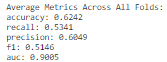 Average Metrics Across All Folds:
accuracy: 0.6242
recall: 0.5341
precision: 0.6049
f1: 0.5146
auc: 0.9005